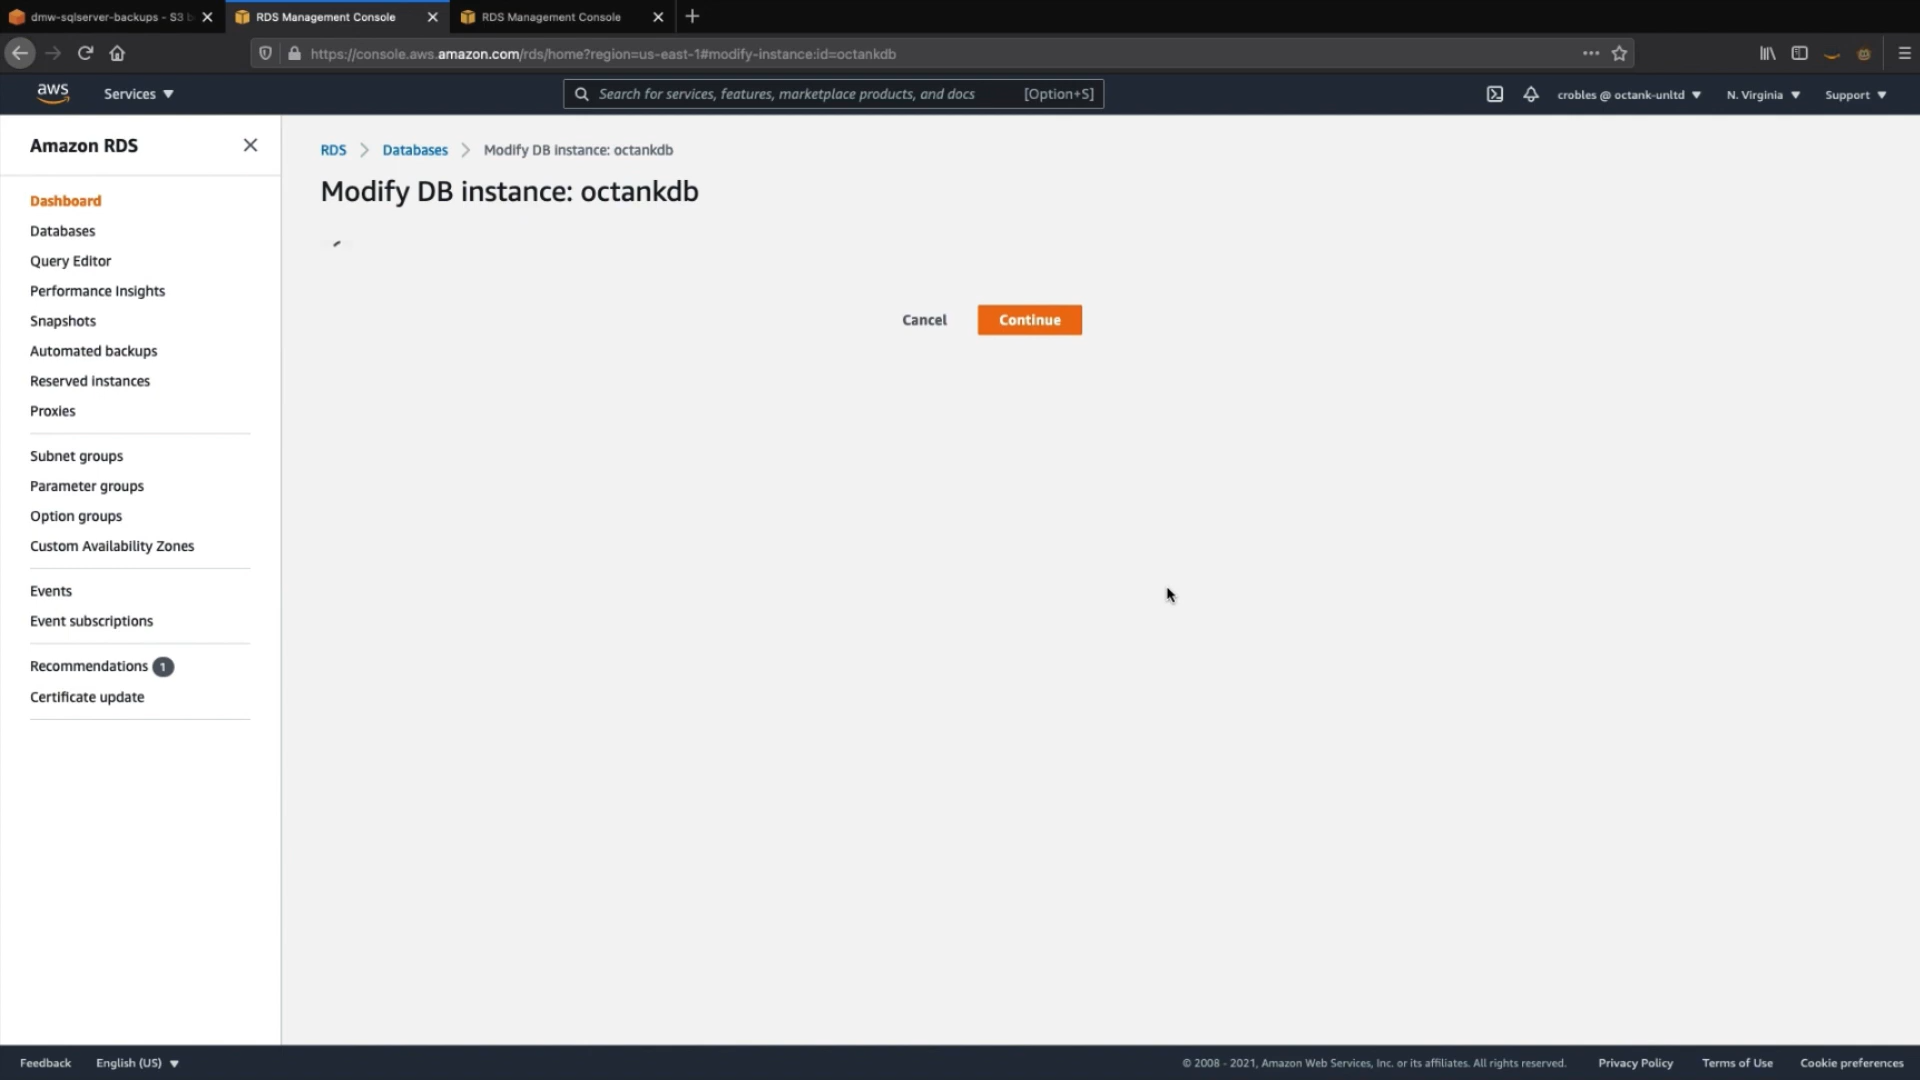 dmw-sqlserver-backups - S3 b
RDS Management Console
RDS Management Console
https://console.aws.amazon.com/rds/home?region=us-east-1#modify-instance:id=octankdb
aws
Services
Search for services, features, marketplace products, and docs [Option+S]
crobles @ octank-unltd
N. Virginia
Support
Amazon RDS
Dashboard
Databases
Query Editor
Performance Insights
Snapshots
Automated backups
Reserved instances
Proxies
Subnet groups
Parameter groups
Option groups
Custom Availability Zones
Events
Event subscriptions
Recommendations 1
Certificate update
RDS > Databases > Modify DB instance: octankdb
Modify DB instance: octankdb
Cancel
Continue
Feedback
English (US)
© 2008 - 2021, Amazon Web Services, Inc. or its affiliates. All rights reserved.
Privacy Policy
Terms of Use
Cookie preferences